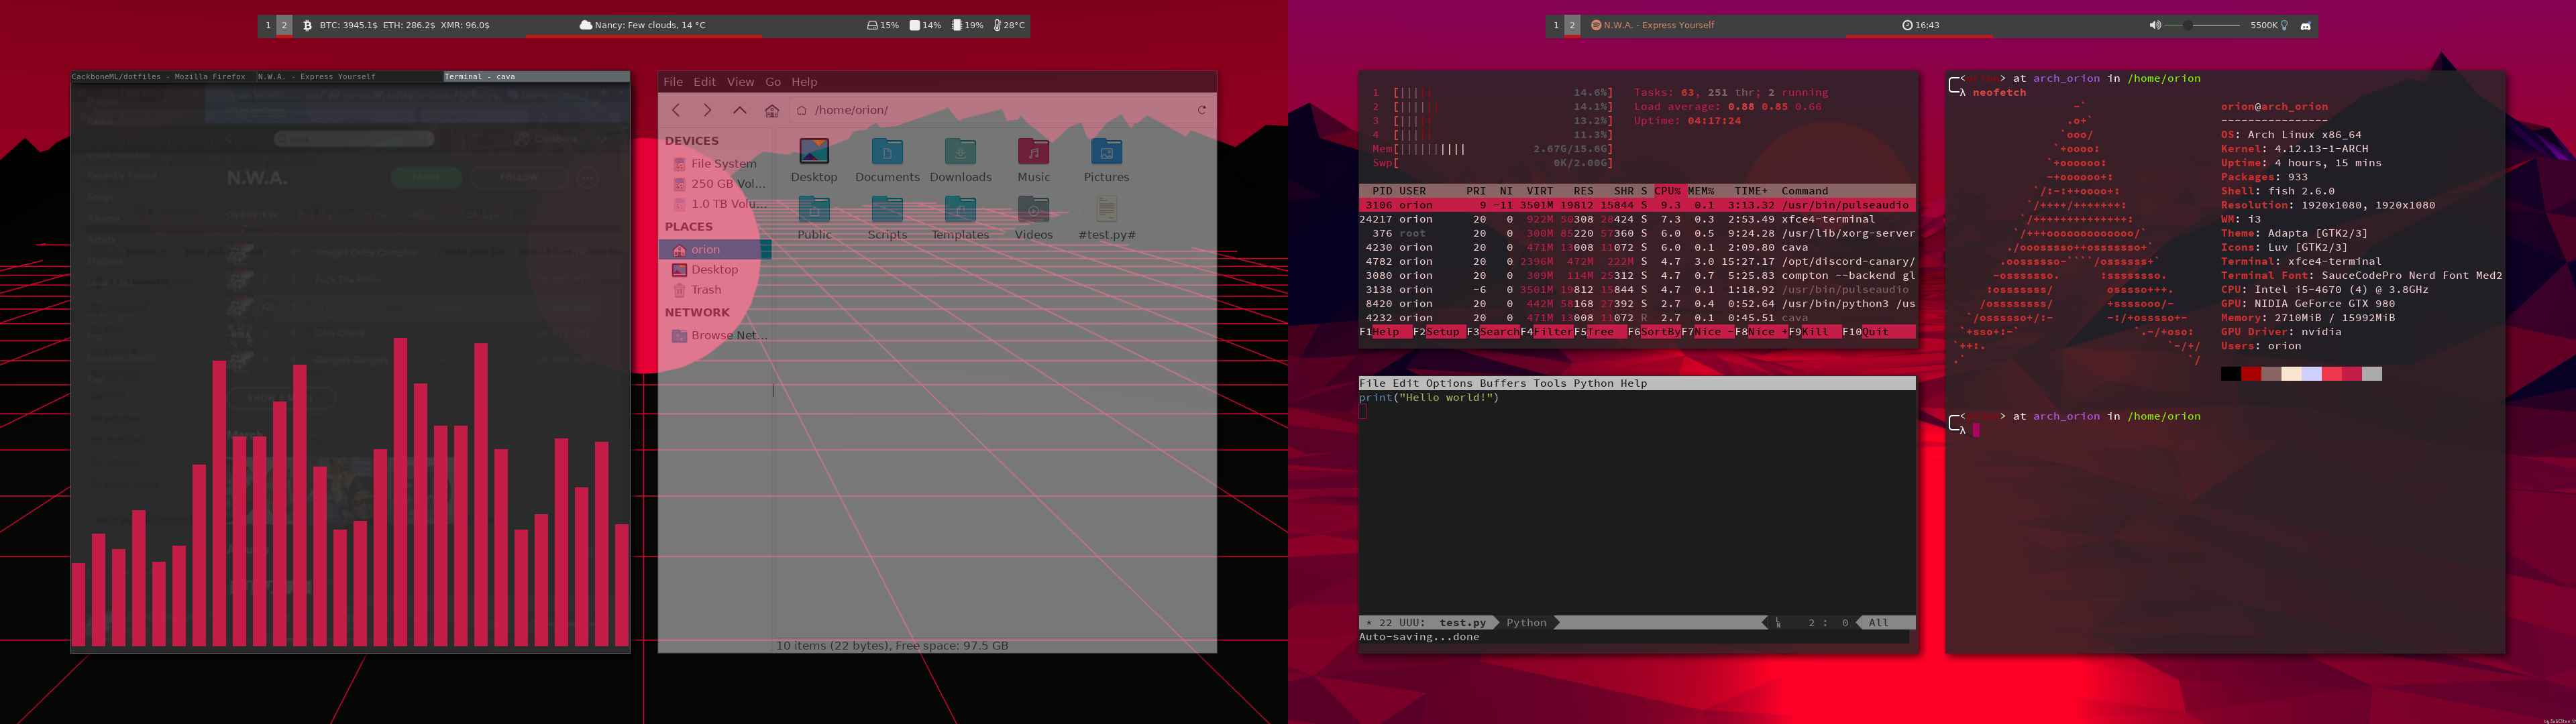 1 2 BTC: 3945.1$ ETH: 286.2$ XMR: 96.0$ Nancy: Few clouds, 14 °C 15% 14% 19% 28°C
CackboneML/dotfiles - Mozilla Firefox N.W.A. - Express Yourself Terminal - cava
N.W.A.
FOLLOW
File Edit View Go Help
/home/orion/
DEVICES
File System
250 GB Vol...
1.0 TB Volu...
PLACES
orion
Desktop
Trash
NETWORK
Browse Net...
Desktop Documents Downloads Music Pictures
Public Scripts Templates Videos #test.py#
10 items (22 bytes), Free space: 97.5 GB
1 2 N.W.A. - Express Yourself 16:43 5500K
1 [||| 14.6%] Tasks: 63, 251 thr; 2 running
2 [|||| 14.1%] Load average: 0.88 0.85 0.66
3 [||| 13.2%] Uptime: 04:17:24
4 [||| 11.3%]
Mem[|||||||||| 2.67G/15.6G]
Swp[ 0K/2.00G]
PID USER PRI NI VIRT RES SHR S CPU% MEM% TIME+ Command
3106 orion 9 -11 3501M 19812 15844 S 9.3 0.1 3:13.32 /usr/bin/pulseaudio
24217 orion 20 0 922M 50308 28424 S 7.3 0.3 2:53.49 xfce4-terminal
376 root 20 0 300M 85220 57360 S 6.0 0.5 9:24.28 /usr/lib/xorg-server
4230 orion 20 0 471M 13008 11072 S 6.0 0.1 2:09.80 cava
4782 orion 20 0 2396M 472M 222M S 4.7 3.0 15:27.17 /opt/discord-canary/
3080 orion 20 0 309M 114M 25312 S 4.7 0.7 5:25.83 compton --backend gl
3138 orion -6 0 3501M 19812 15844 S 4.7 0.1 1:18.92 /usr/bin/pulseaudio
8420 orion 20 0 442M 58168 27392 S 2.7 0.4 0:52.64 /usr/bin/python3 /us
4232 orion 20 0 471M 13008 11072 R 2.7 0.1 0:45.51 cava
F1Help F2Setup F3SearchF4FilterF5Tree F6SortByF7Nice -F8Nice +F9Kill F10Quit
File Edit Options Buffers Tools Python Help
print("Hello world!")
* 22 UUU: test.py Python 2 : 0 All
Auto-saving...done
<orion> at arch_orion in /home/orion
λ neofetch
orion@arch_orion
----------------
OS: Arch Linux x86_64
Kernel: 4.12.13-1-ARCH
Uptime: 4 hours, 15 mins
Packages: 933
Shell: fish 2.6.0
Resolution: 1920x1080, 1920x1080
WM: i3
Theme: Adapta [GTK2/3]
Icons: Luv [GTK2/3]
Terminal: xfce4-terminal
Terminal Font: SauceCodePro Nerd Font Med2
CPU: Intel i5-4670 (4) @ 3.8GHz
GPU: NVIDIA GeForce GTX 980
Memory: 2710MiB / 15992MiB
GPU Driver: nvidia
Users: orion
<orion> at arch_orion in /home/orion
λ